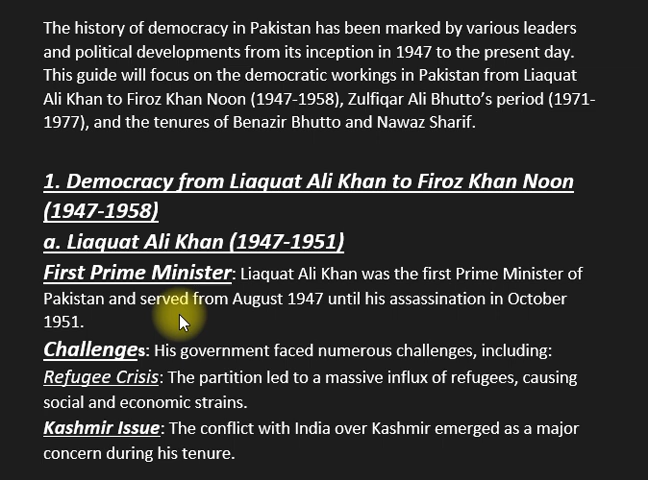 The history of democracy in Pakistan has been marked by various leaders
and political developments from its inception in 1947 to the present day.
This guide will focus on the democratic workings in Pakistan from Liaquat
Ali Khan to Firoz Khan Noon (1947-1958), Zulfiqar Ali Bhutto’s period (1971-
1977), and the tenures of Benazir Bhutto and Nawaz Sharif.
1. Democracy from Liaquat Ali Khan to Firoz Khan Noon
(1947-1958)
a. Liaquat Ali Khan (1947-1951)
First Prime Minister: Liaquat Ali Khan was the first Prime Minister of
Pakistan and served from August 1947 until his assassination in October
1951.
Challenges: His government faced numerous challenges, including:
Refugee Crisis: The partition led to a massive influx of refugees, causing
social and economic strains.
Kashmir Issue: The conflict with India over Kashmir emerged as a major
concern during his tenure.